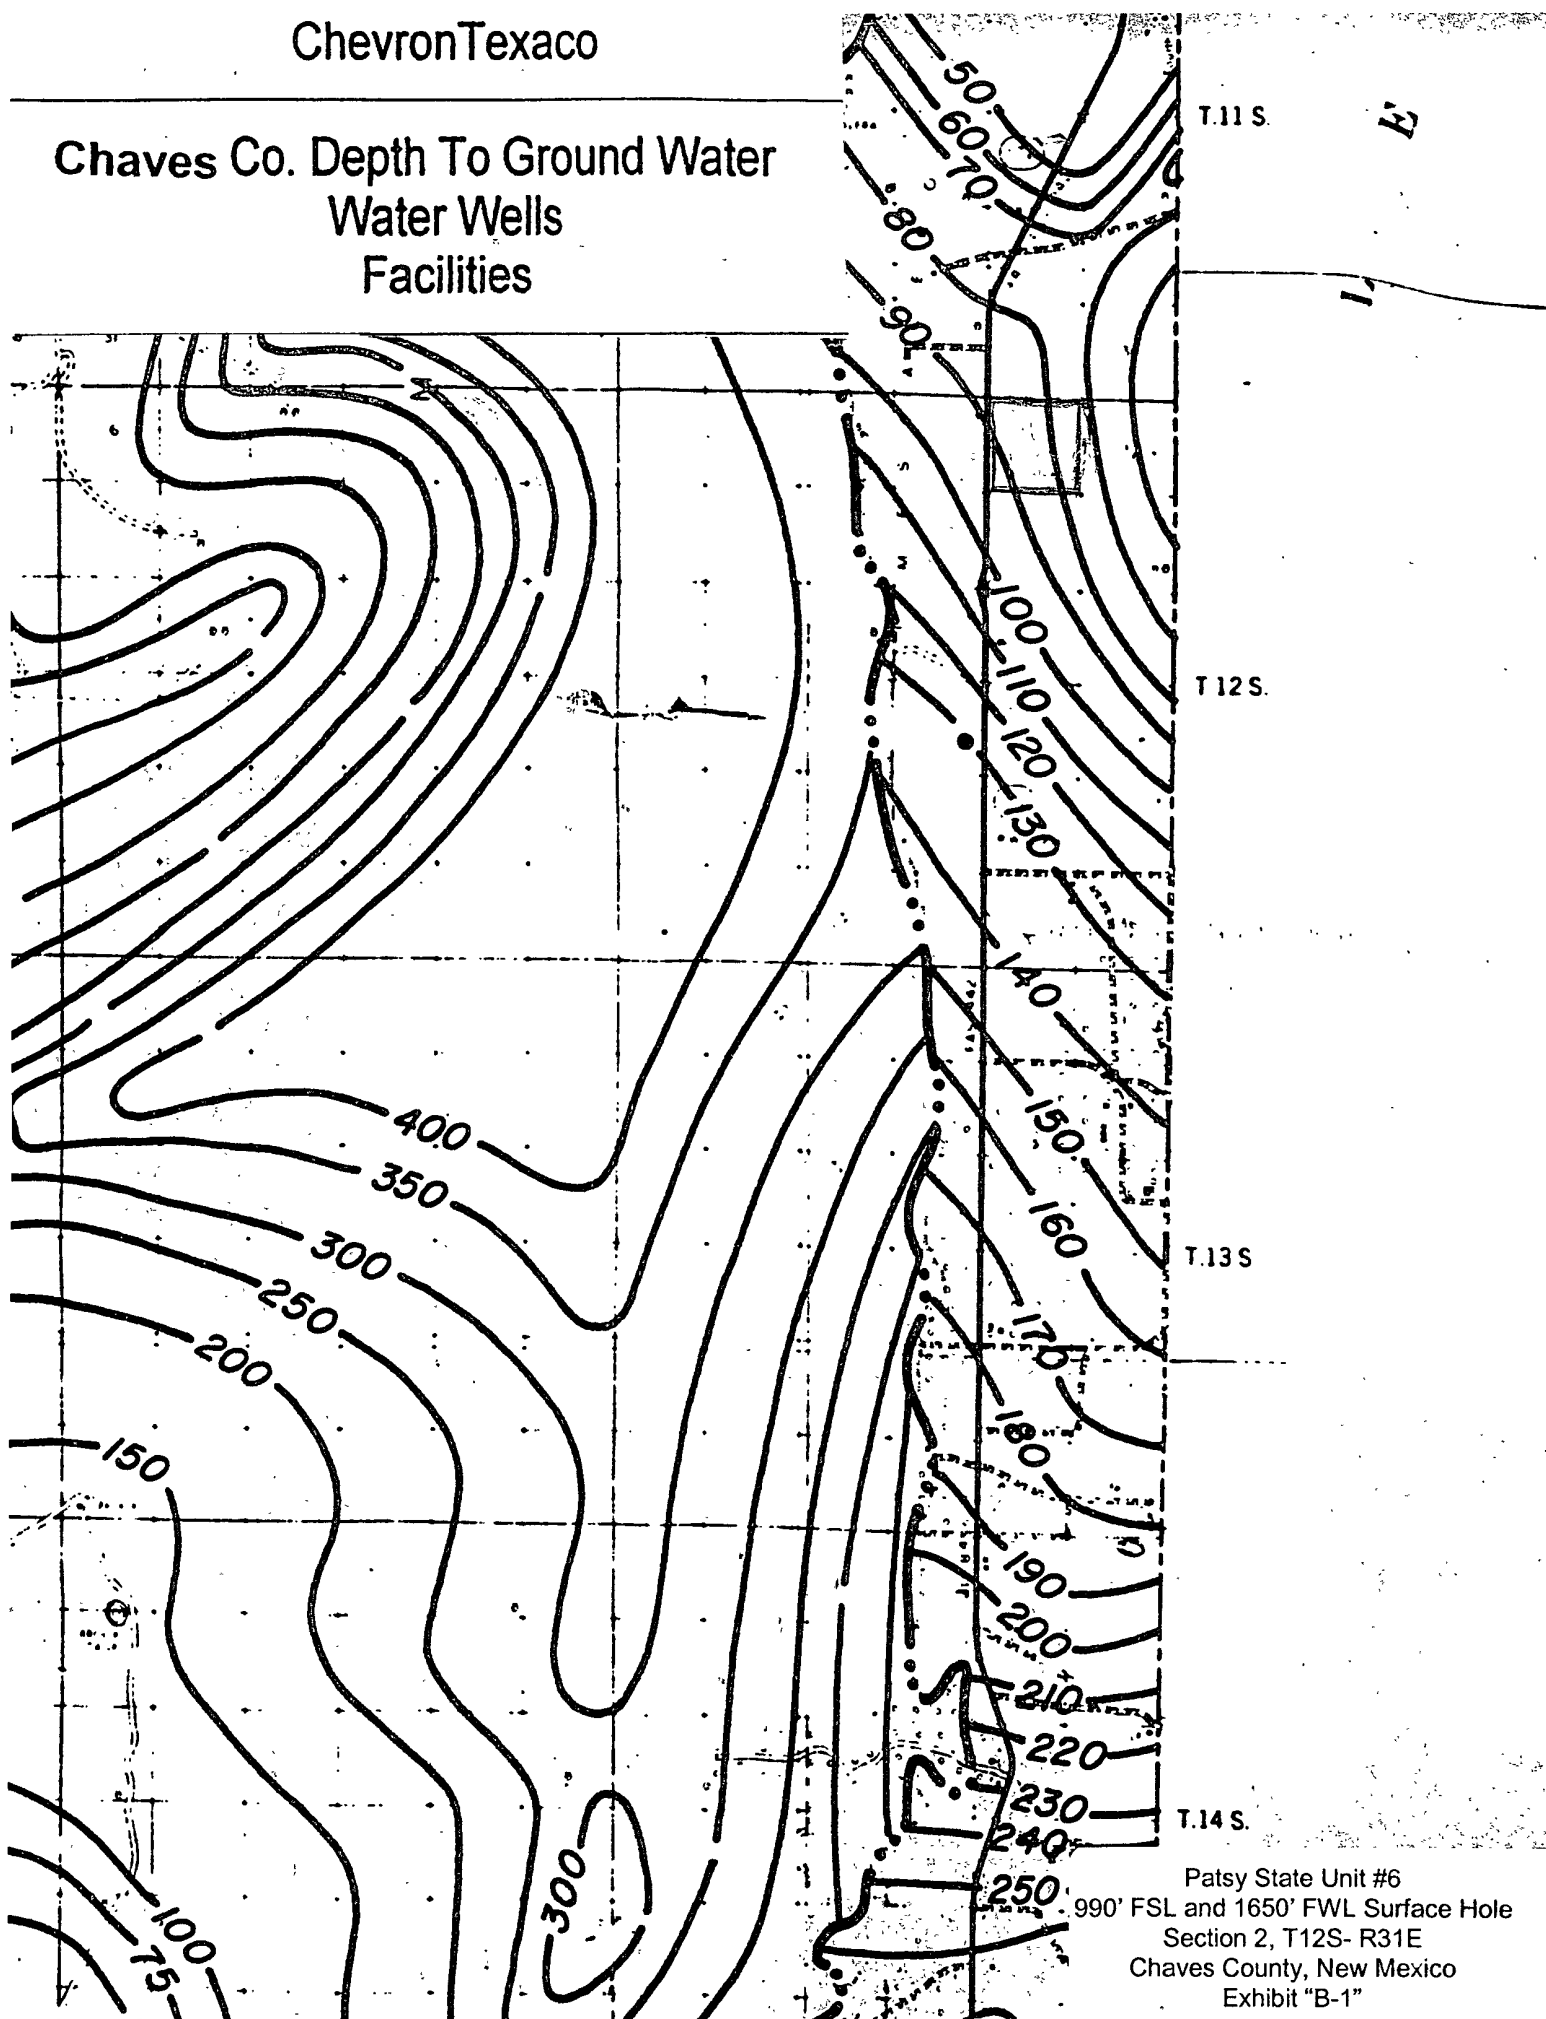 ChevronTexaco
Chaves Co. Depth To Ground Water
Water Wells
Facilities
50
60
70
80
90
T.11 S.
E
L
100
110
120
130
140
T 12 S.
150
160
170
180
T.13 S
400
350
300
250
200
150
190
200
210
220
230
240
250
T.14 S.
300
100
75
Patsy State Unit #6
990' FSL and 1650' FWL Surface Hole
Section 2, T12S- R31E
Chaves County, New Mexico
Exhibit "B-1"